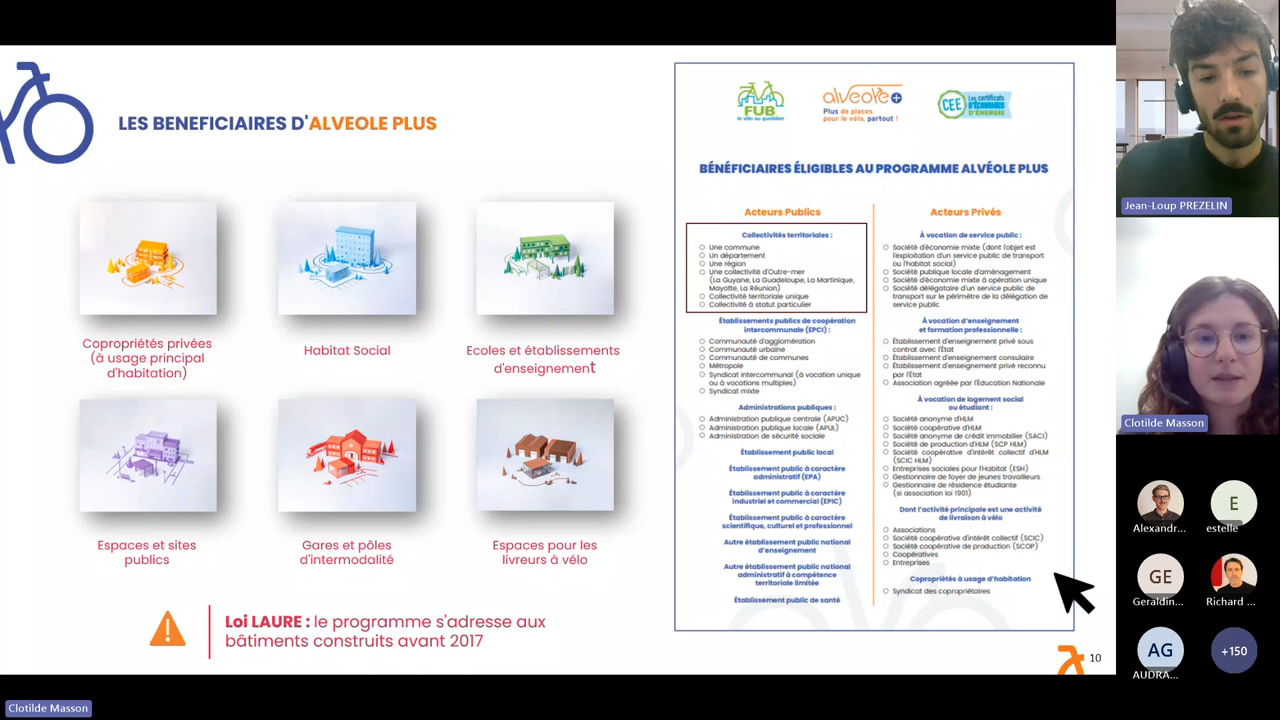 LES BENEFICIAIRES D'ALVEOLE PLUS
Copropriétés privées
(à usage principal
d'habitation)
Habitat Social
Ecoles et établissements
d'enseignement
Espaces et sites
publics
Gares et pôles
d'intermodalité
Espaces pour les
livreurs à vélo
Loi LAURE : le programme s'adresse aux
bâtiments construits avant 2017
FUB
le vélo au quotidien
alveole+
Plus de places
pour le vélo, partout !
CEE
Les certificats
D'ÉCONOMIES
D'ÉNERGIE
BÉNÉFICIAIRES ÉLIGIBLES AU PROGRAMME ALVÉOLE PLUS
Acteurs Publics
Collectivités territoriales :
Une commune
Un département
Une région
Une collectivité d'Outre-mer
(La Guyane, La Guadeloupe, La Martinique,
Mayotte, La Réunion)
Collectivité territoriale unique
Collectivité à statut particulier
Établissements publics de coopération
intercommunale (EPCI) :
Communauté d'agglomération
Communauté urbaine
Communauté de communes
Métropole
Syndicat intercommunal (à vocation unique
ou à vocations multiples)
Syndicat mixte
Administrations publiques :
Administration publique centrale (APUC)
Administration publique locale (APUL)
Administration de sécurité sociale
Établissement public local
Établissement public à caractère
administratif (EPA)
Établissement public à caractère
industriel et commercial (EPIC)
Établissement public à caractère
scientifique, culturel et professionnel
Autre établissement public national
d'enseignement
Autre établissement public national
administratif à compétence
territoriale limitée
Établissement public de santé
Acteurs Privés
À vocation de service public :
Société d'économie mixte (dont l'objet est
l'exploitation d'un service public de transport
ou l'habitat social)
Société publique locale d'aménagement
Société d'économie mixte à opération unique
Société délégataire d'un service public de
transport sur le périmètre de la délégation de
service public
À vocation d'enseignement
et formation professionnelle :
Établissement d'enseignement privé sous
contrat avec l'État
Établissement d'enseignement consulaire
Établissement d'enseignement privé reconnu
par l'État
Association agréée par l'Éducation Nationale
À vocation de logement social
ou étudiant :
Société anonyme d'HLM
Société coopérative d'HLM
Société anonyme de crédit immobilier (SACI)
Société de production d'HLM (SCP HLM)
Société coopérative d'intérêt collectif d'HLM
(SCIC HLM)
Entreprises sociales pour l'Habitat (ESH)
Gestionnaire de foyer de jeunes travailleurs
Gestionnaire de résidence étudiante
(si association loi 1901)
Dont l'activité principale est une activité
de livraison à vélo
Associations
Société coopérative d'intérêt collectif (SCIC)
Société coopérative de production (SCOP)
Coopératives
Entreprises
Copropriétés à usage d'habitation
Syndicat des copropriétaires
10
Jean-Loup PREZELIN
Clotilde Masson
Alexandr...
E
estelle
GE
Geraldin...
Richard ...
AG
AUDRA...
+150
Clotilde Masson